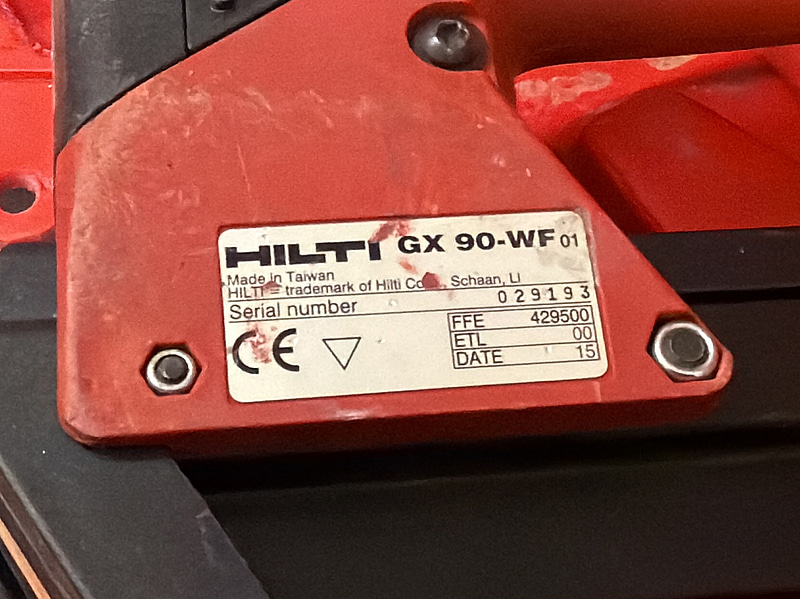 HILTI GX 90-WF 01
Made in Taiwan
HILTI = trademark of Hilti Schaan, LI
Serial number 029193
FFE 429500
ETL 00
DATE 15
CE